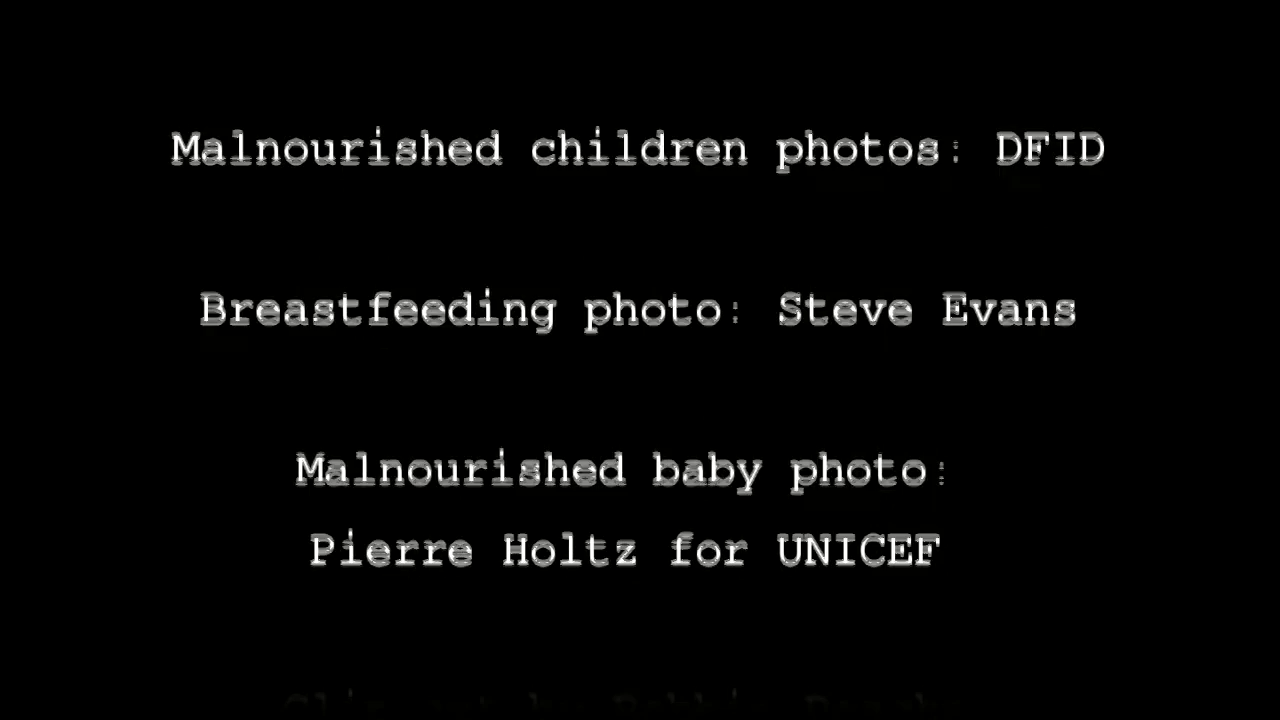 Malnourished children photos: DFID
Breastfeeding photo: Steve Evans
Malnourished baby photo:
Pierre Holtz for UNICEF